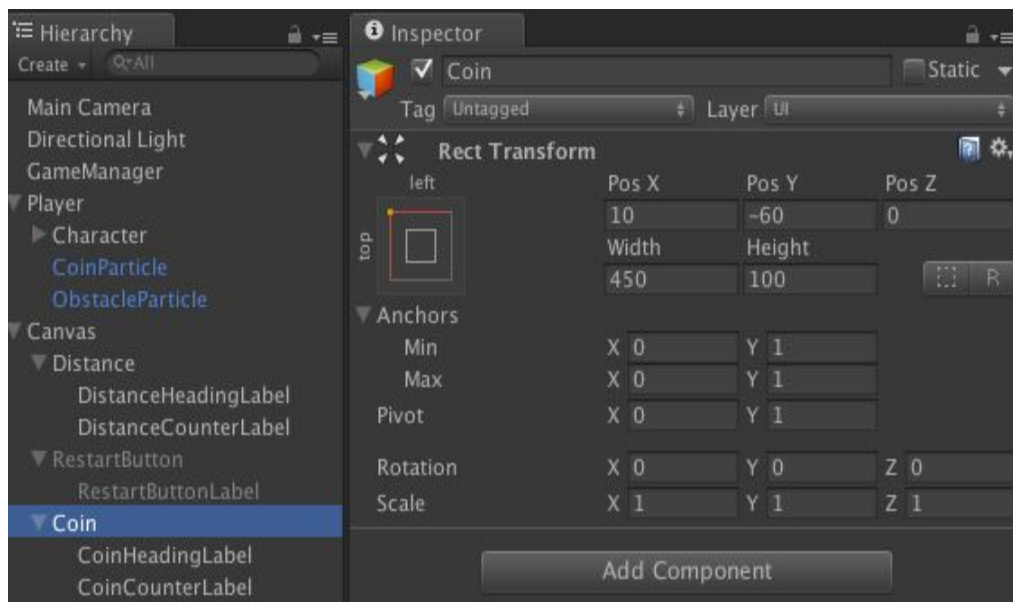 Hierarchy
Create All
Main Camera
Directional Light
GameManager
Player
Character
CoinParticle
ObstacleParticle
Canvas
Distance
DistanceHeadingLabel
DistanceCounterLabel
RestartButton
RestartButtonLabel
Coin
CoinHeadingLabel
CoinCounterLabel
Inspector
Coin Static
Tag Untagged Layer UI
Rect Transform
left Pos X Pos Y Pos Z
10 -60 0
top Width Height
450 100 R
Anchors
Min X 0 Y 1
Max X 0 Y 1
Pivot X 0 Y 1
Rotation X 0 Y 0 Z 0
Scale X 1 Y 1 Z 1
Add Component